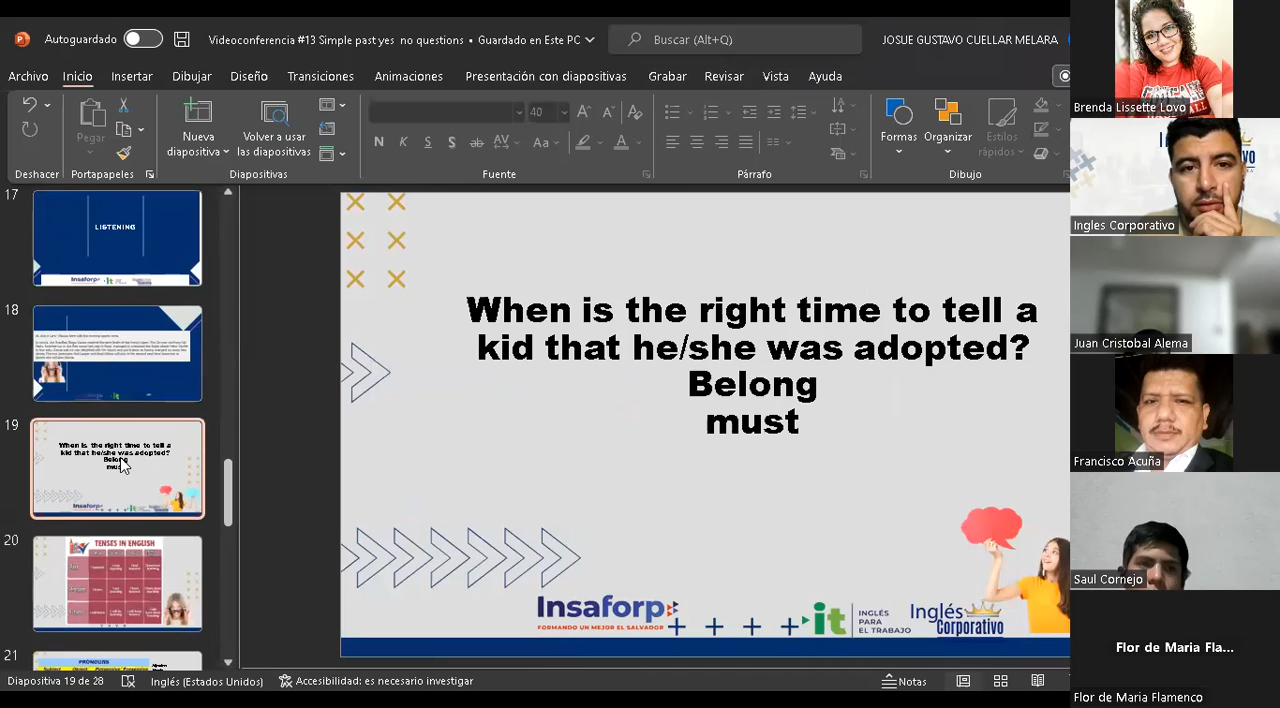 Autoguardado
Videoconferencia #13 Simple past yes no questions - Guardado en Este PC
Buscar (Alt+Q)
JOSUE GUSTAVO CUELLAR MELARA
Archivo Inicio Insertar Dibujar Diseño Transiciones Animaciones Presentación con diapositivas Grabar Revisar Vista Ayuda
Pegar
Nueva diapositiva
Volver a usar las diapositivas
40
N K S S ab AV Aa A
Formas Organizar Estilos rápidos
Deshacer Portapapeles Diapositivas Fuente Párrafo Dibujo
17
LISTENING
Insaforp it
18
19
When is the right time to tell a
kid that he/she was adopted?
Belong
must
Insaforp it
20
TENSES IN ENGLISH
21
PRONOUNS
When is the right time to tell a
kid that he/she was adopted?
Belong
must
Insaforp
FORMANDO UN MEJOR EL SALVADOR
it
INGLÉS
PARA
EL TRABAJO
Inglés
Corporativo
Diapositiva 19 de 28 Inglés (Estados Unidos) Accesibilidad: es necesario investigar Notas
Brenda Lissette Lovo
Ingles Corporativo
Juan Cristobal Alema
Francisco Acuña
Saul Cornejo
Flor de Maria Fla...
Flor de Maria Flamenco